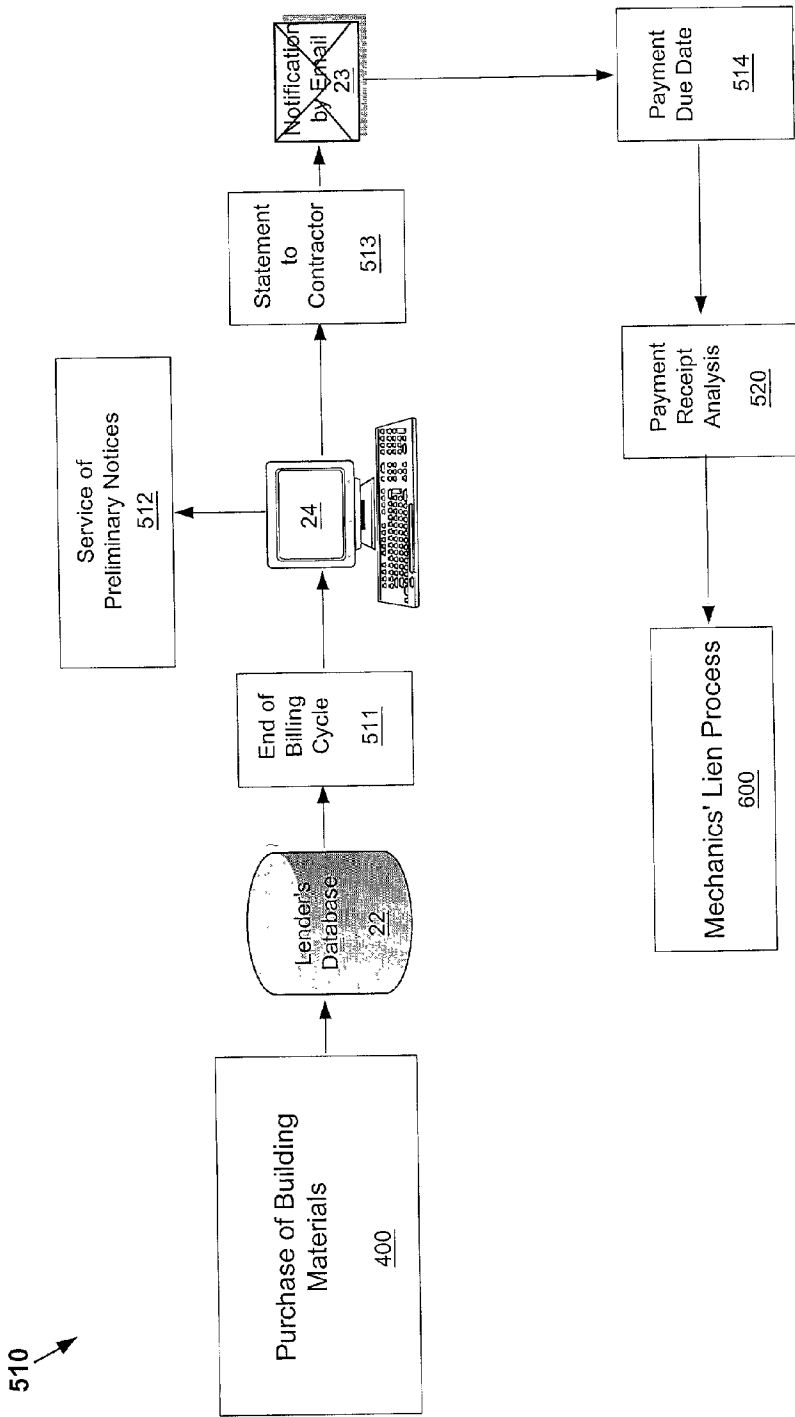 510
Purchase of Building
Materials
400
Lender's
Database
22
End of
Billing
Cycle
511
24
Service of
Preliminary Notices
512
Statement
to
Contractor
513
Notification
by Email
23
Payment
Due Date
514
Payment
Receipt
Analysis
520
Mechanics' Lien Process
600